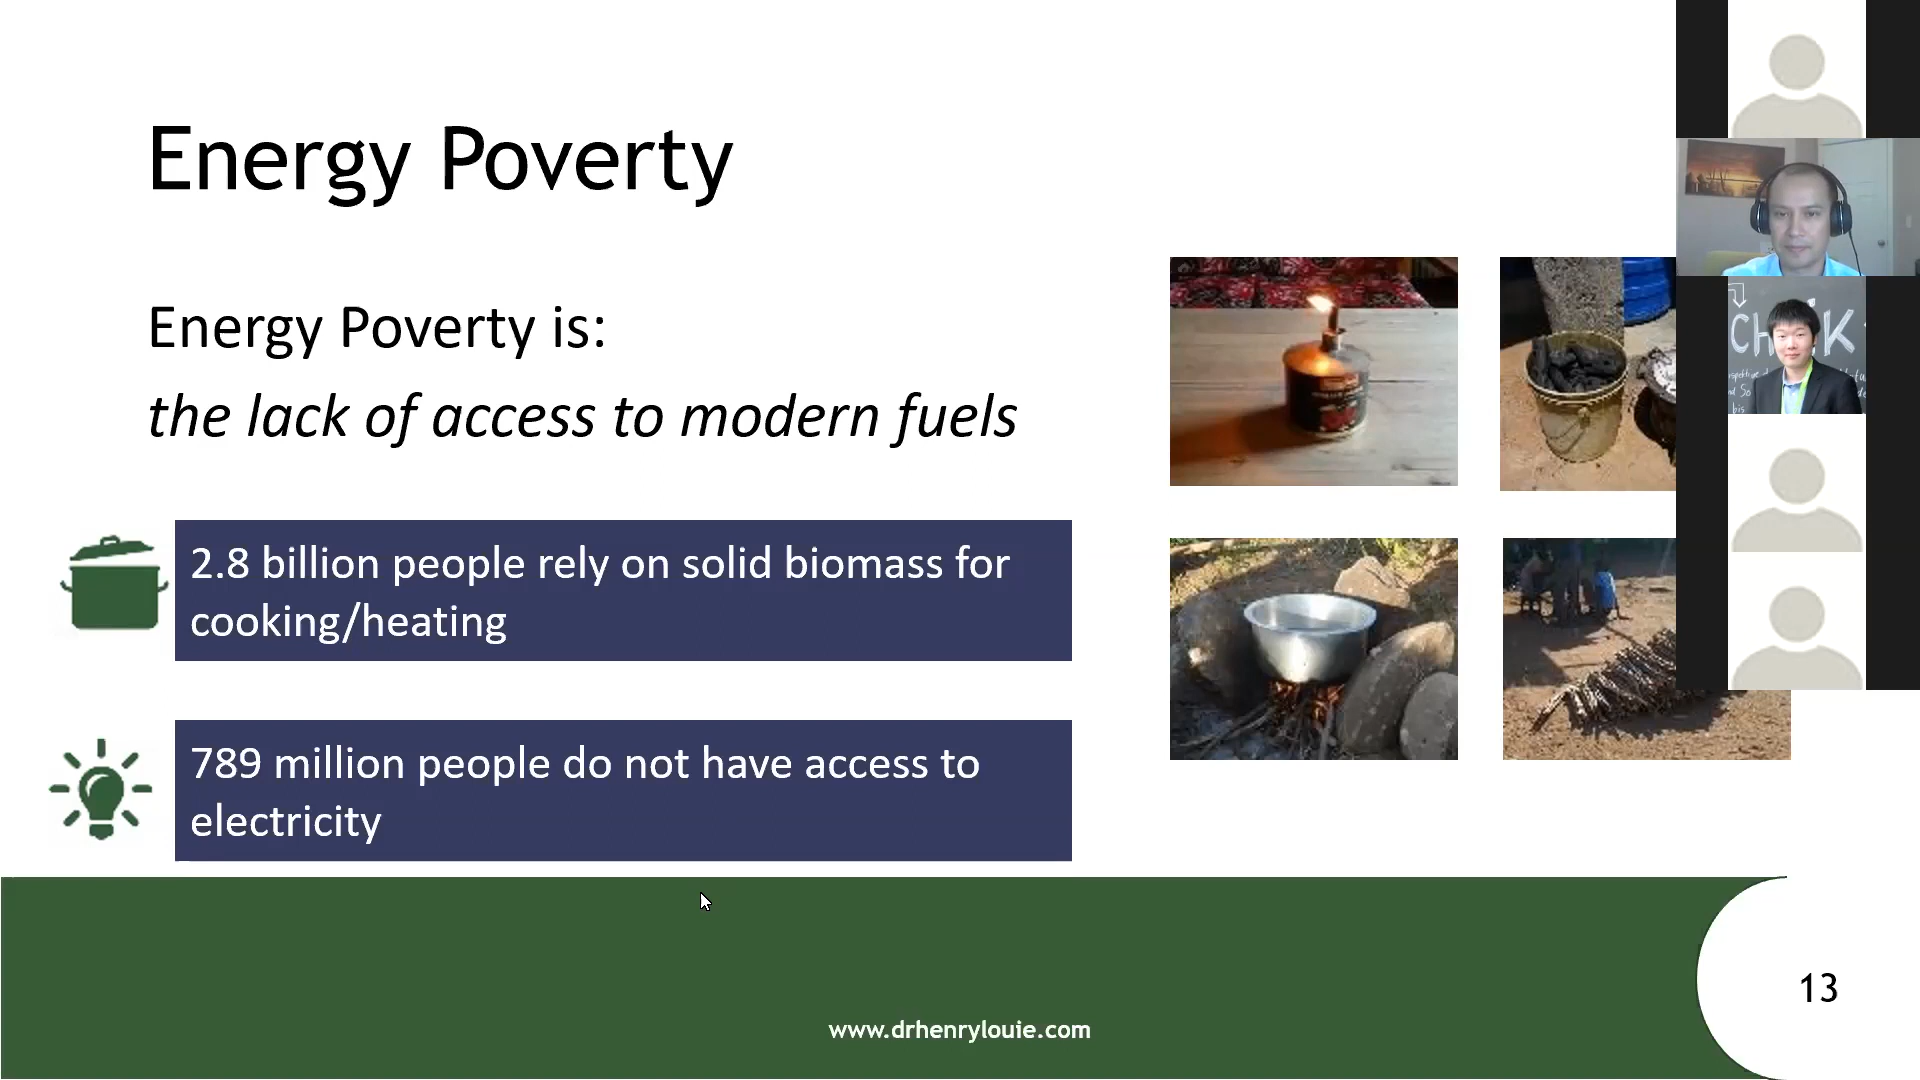 Energy Poverty
Energy Poverty is:
the lack of access to modern fuels
2.8 billion people rely on solid biomass for
cooking/heating
789 million people do not have access to
electricity
www.drhenrylouie.com
13